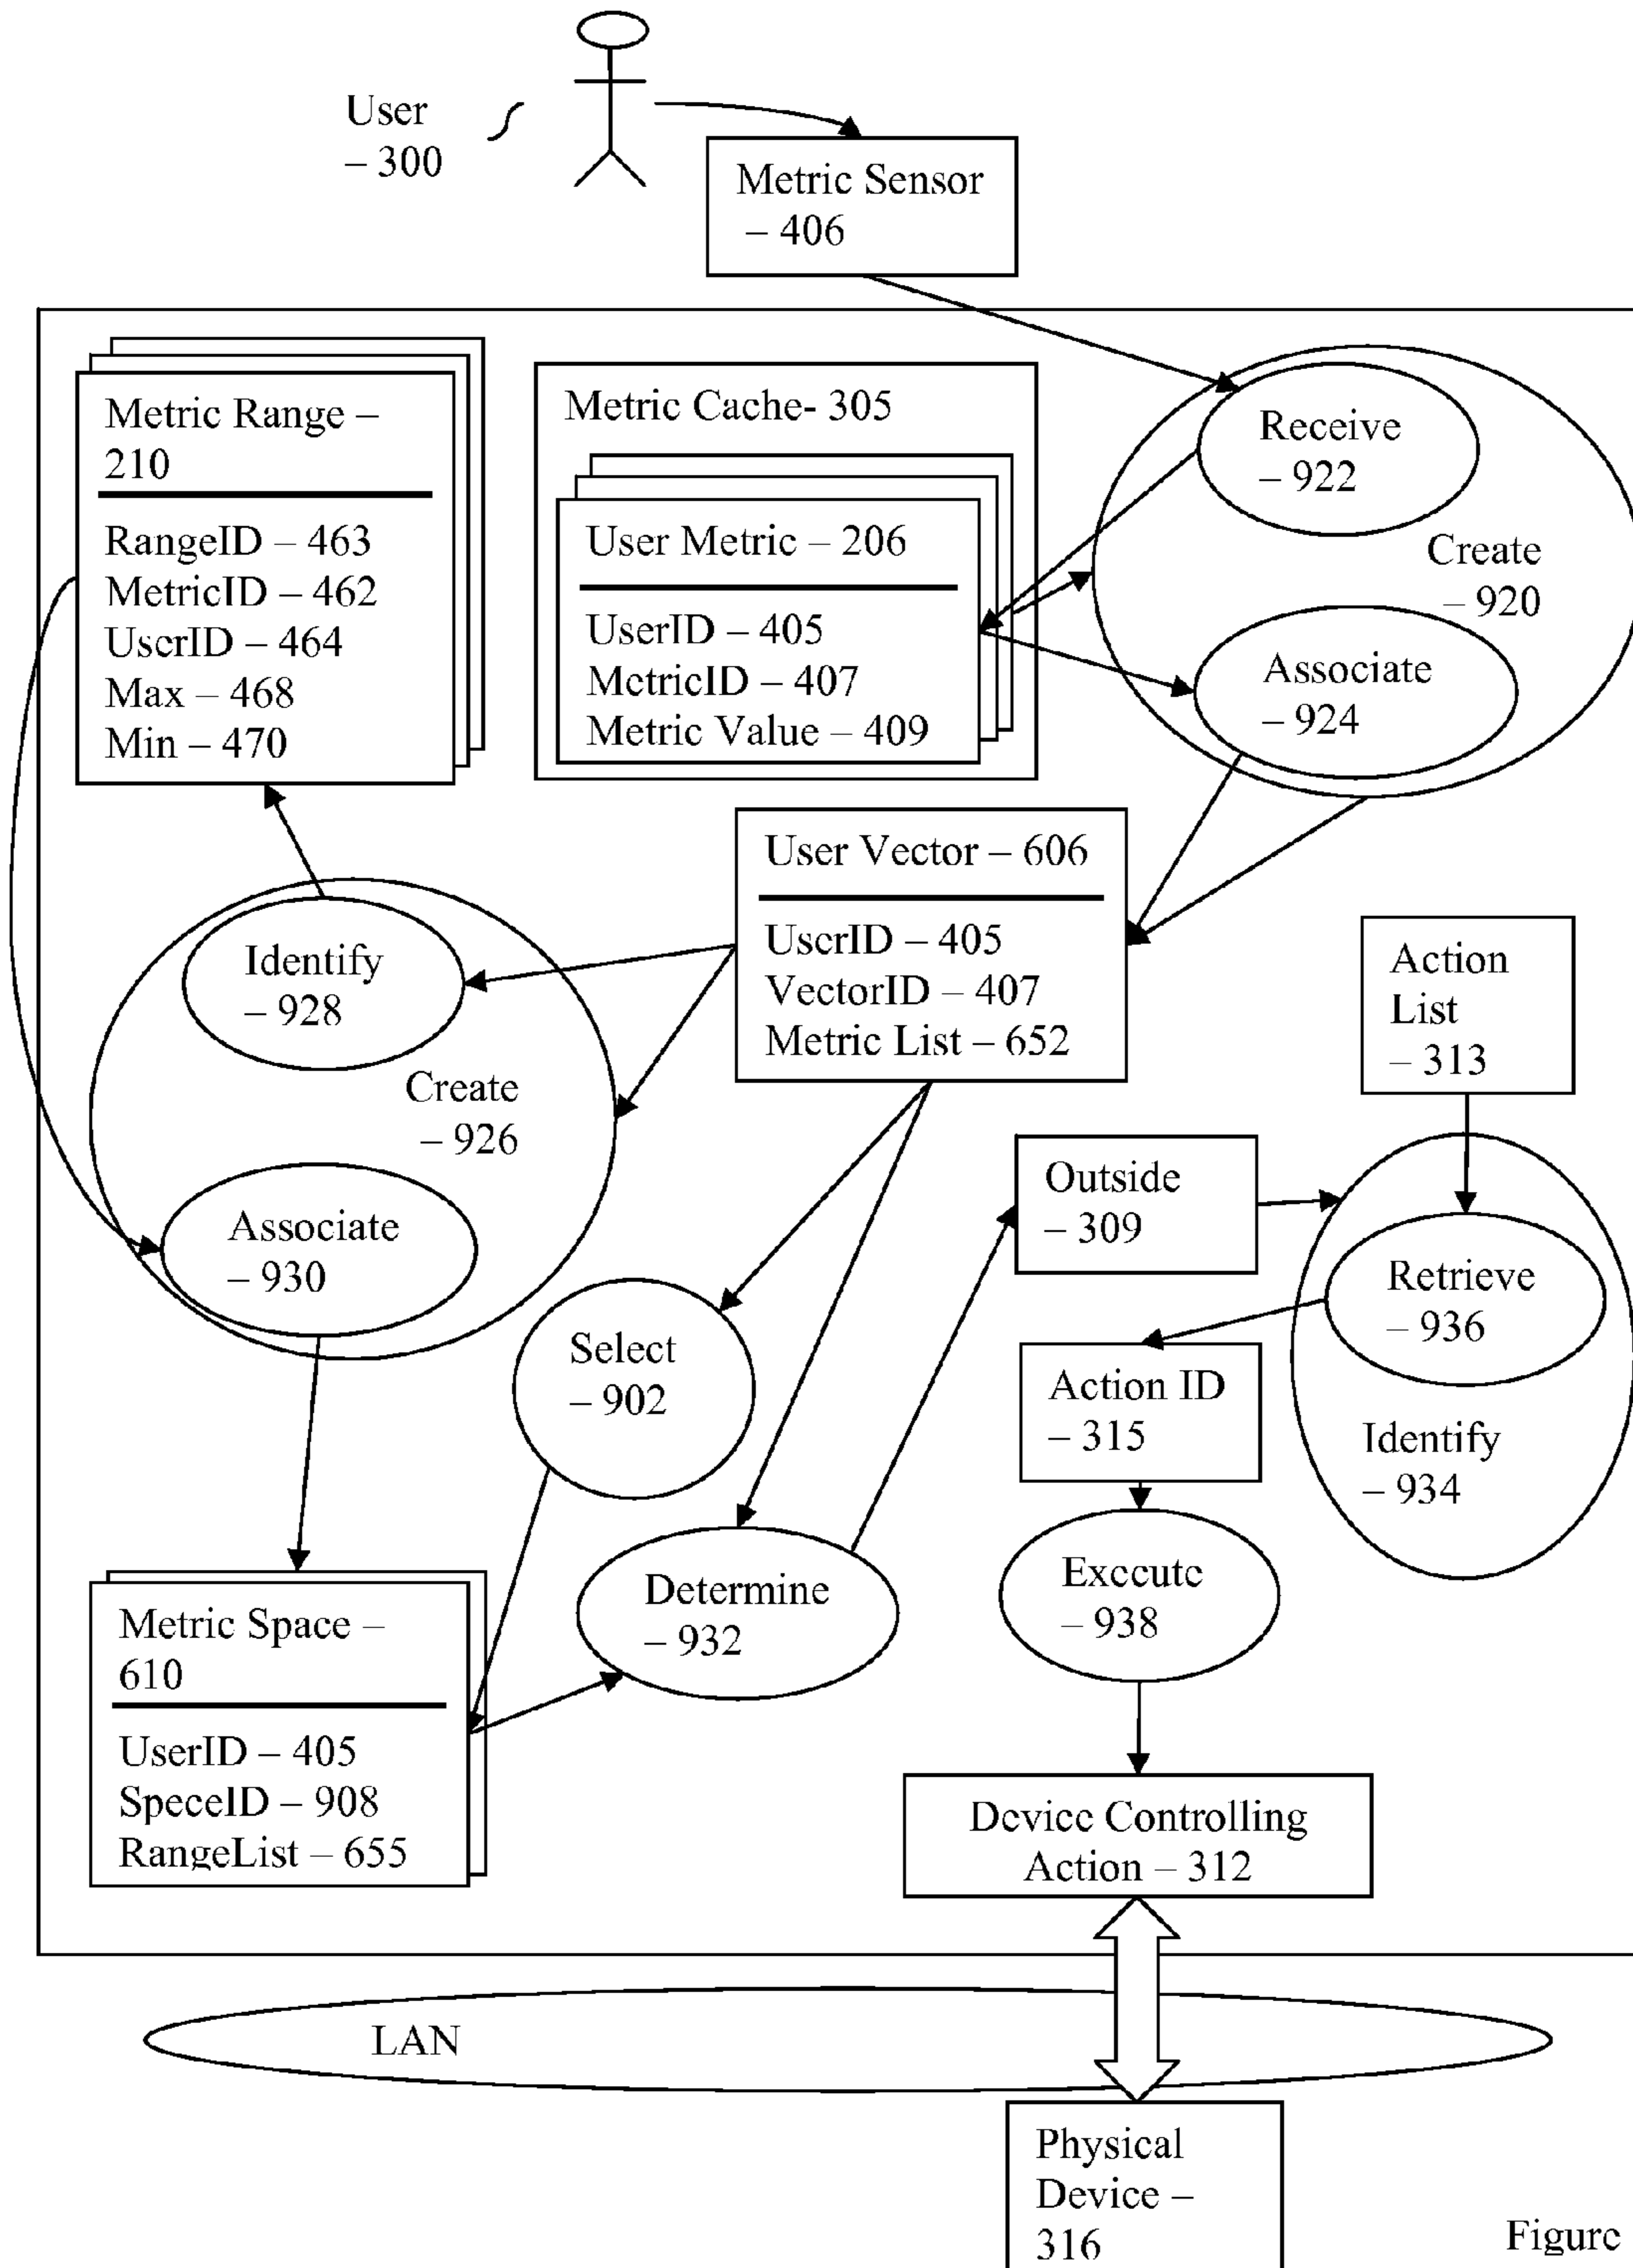 User
– 300
Metric Sensor
– 406
Metric Range –
210
RangeID – 463
MetricID – 462
UserID – 464
Max – 468
Min – 470
Metric Cache- 305
User Metric – 206
UserID – 405
MetricID – 407
Metric Value – 409
Receive
– 922
Create
– 920
Associate
– 924
User Vector – 606
UserID – 405
VectorID – 407
Metric List – 652
Identify
– 928
Create
– 926
Associate
– 930
Action
List
– 313
Outside
– 309
Retrieve
– 936
Identify
– 934
Select
– 902
Action ID
– 315
Determine
– 932
Execute
– 938
Metric Space –
610
UserID – 405
SpeceID – 908
RangeList – 655
Device Controlling
Action – 312
LAN
Physical
Device –
316
Figure